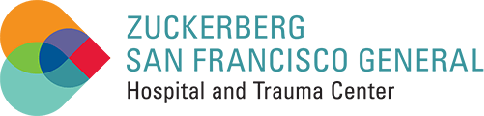 ZUCKERBERG
SAN FRANCISCO GENERAL
Hospital and Trauma Center